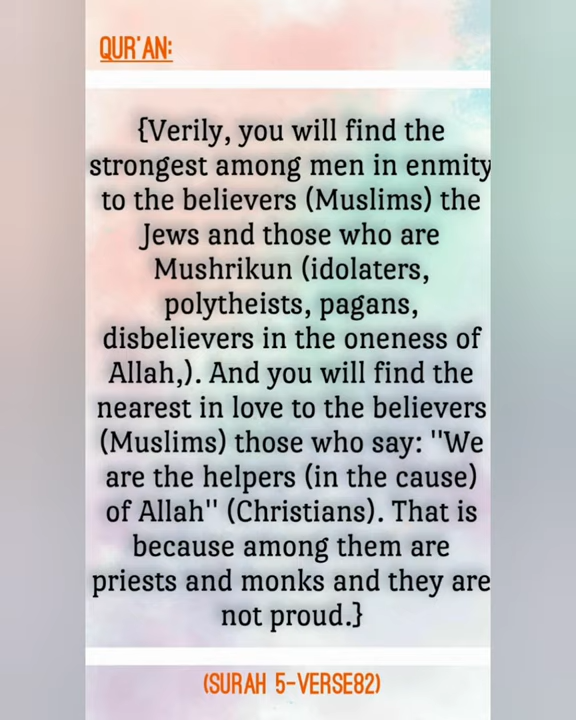 QUR'AN:
{Verily, you will find the
strongest among men in enmity
to the believers (Muslims) the
Jews and those who are
Mushrikun (idolaters,
polytheists, pagans,
disbelievers in the oneness of
Allah,). And you will find the
nearest in love to the believers
(Muslims) those who say: "We
are the helpers (in the cause)
of Allah" (Christians). That is
because among them are
priests and monks and they are
not proud.}
(SURAH 5-VERSE82)